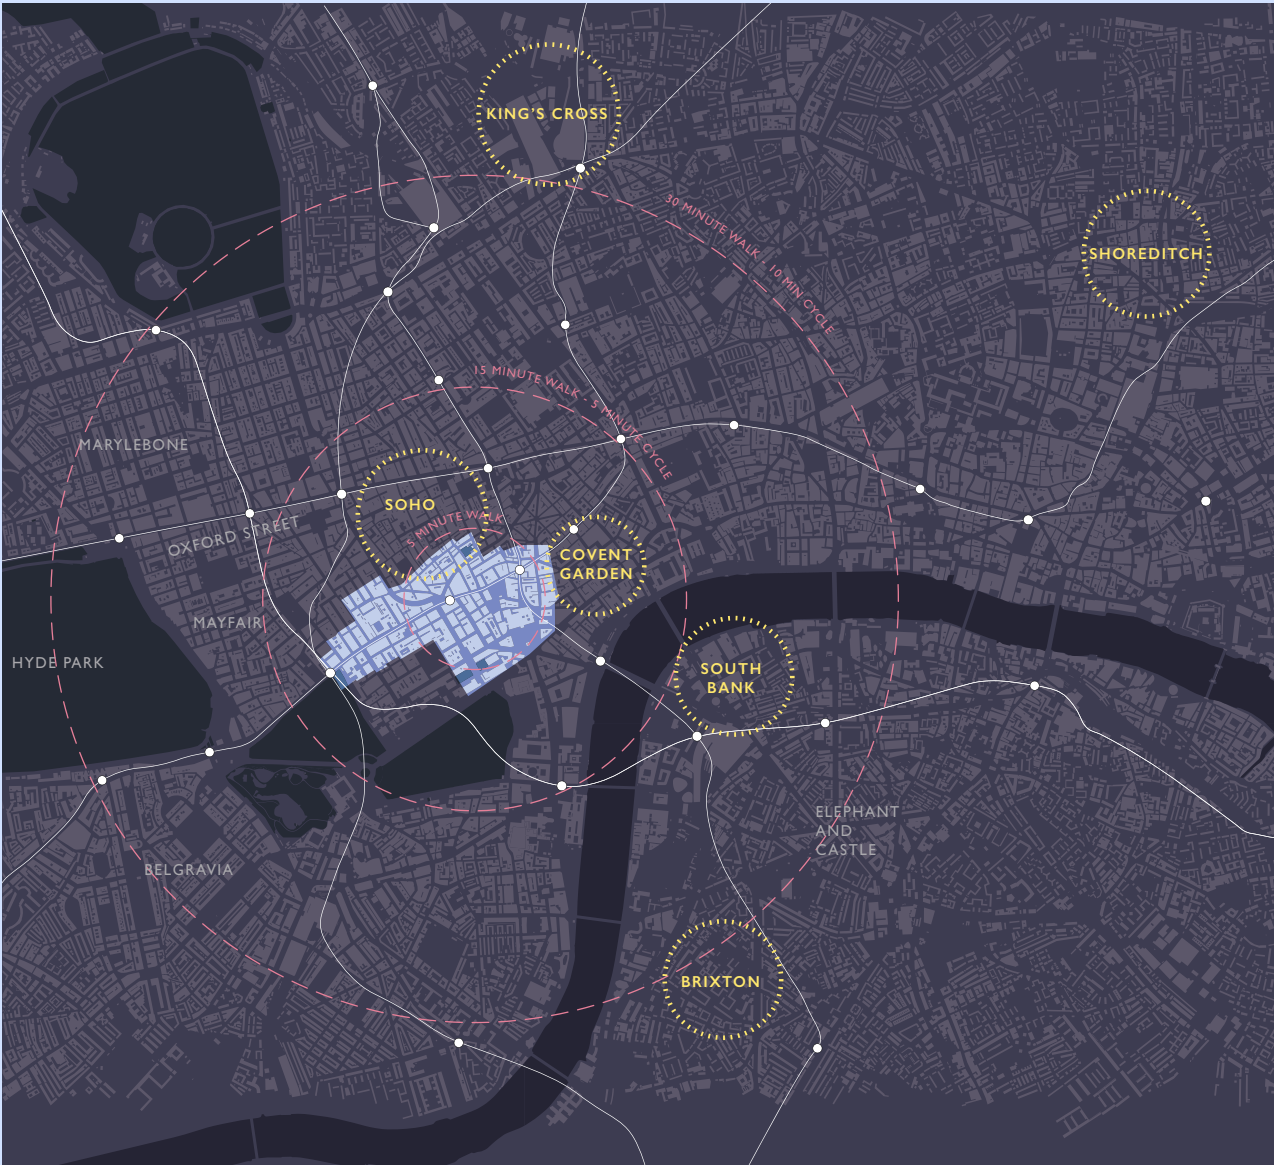 KING'S CROSS
30 MINUTE WALK - 10 MIN CYCLE
SHOREDITCH
15 MINUTE WALK - 5 MINUTE CYCLE
MARYLEBONE
SOHO
5 MINUTE WALK
OXFORD STREET
COVENT
GARDEN
MAYFAIR
HYDE PARK
SOUTH
BANK
ELEPHANT
AND
CASTLE
BELGRAVIA
BRIXTON